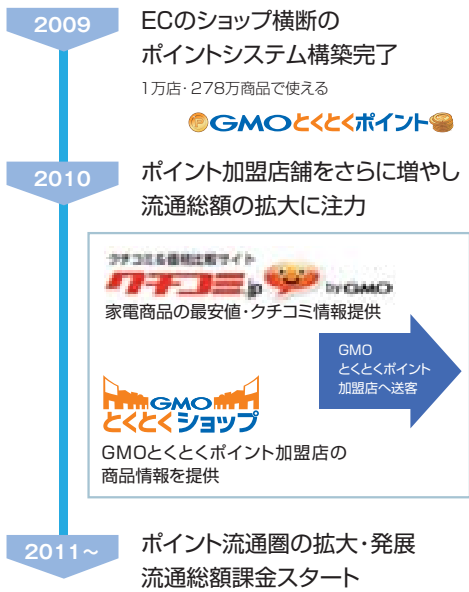 2009
ECのショップ横断の
ポイントシステム構築完了
1万店・278万商品で使える
GMOとくとくポイント
2010
ポイント加盟店舗をさらに増やし
流通総額の拡大に注力
クチコミ&価格比較サイト
クチコミ.jp by GMO
家電商品の最安値・クチコミ情報提供
GMO
とくとくポイント
加盟店へ送客
GMO
とくとくショップ
GMOとくとくポイント加盟店の
商品情報を提供
2011~
ポイント流通圏の拡大・発展
流通総額課金スタート